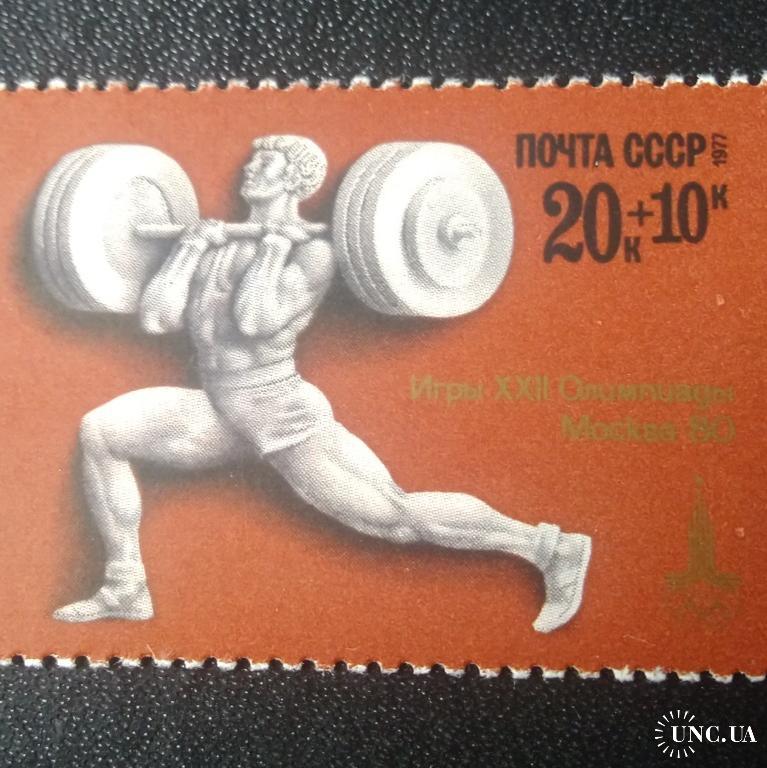 ПОЧТА СССР 1977
20к+10к
Игры XXII Олимпиады
Москва 80
UNC.UA